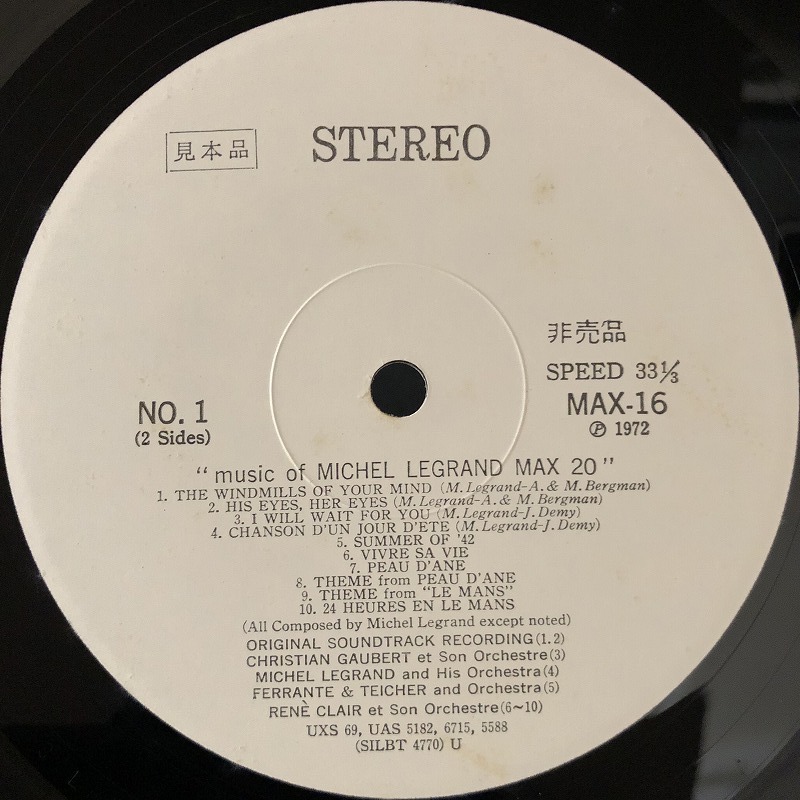 見本品 STEREO
非売品
SPEED 33⅓
NO. 1 MAX-16
(2 Sides) Ⓟ 1972
“music of MICHEL LEGRAND MAX 20”
1. THE WINDMILLS OF YOUR MIND (M. Legrand-A. & M. Bergman)
2. HIS EYES, HER EYES (M. Legrand-A. & M. Bergman)
3. I WILL WAIT FOR YOU (M. Legrand-J. Demy)
4. CHANSON D'UN JOUR D'ETE (M. Legrand-J. Demy)
5. SUMMER OF '42
6. VIVRE SA VIE
7. PEAU D'ANE
8. THEME from PEAU D'ANE
9. THEME from “LE MANS”
10. 24 HEURES EN LE MANS
(All Composed by Michel Legrand except noted)
ORIGINAL SOUNDTRACK RECORDING(1.2)
CHRISTIAN GAUBERT et Son Orchestre(3)
MICHEL LEGRAND and His Orchestra(4)
FERRANTE & TEICHER and Orchestra(5)
RENÈ CLAIR et Son Orchestre(6~10)
UXS 69, UAS 5182, 6715, 5588
(SILBT 4770) U